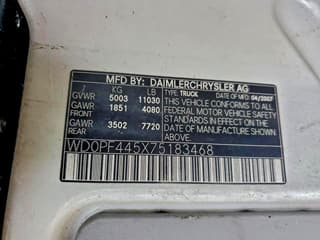 MFD. BY: DAIMLERCHRYSLER AG
KG LB TYPE: TRUCK DATE OF MFD: 04/2007
GVWR 5003 11030 THIS VEHICLE CONFORMS TO ALL
GAWR 1851 4080 APPLICABLE U.S.
FRONT FEDERAL MOTOR VEHICLE SAFETY
GAWR 3502 7720 STANDARDS IN EFFECT ON THE
REAR DATE OF MANUFACTURE SHOWN ABOVE
WD0PF445X75183468